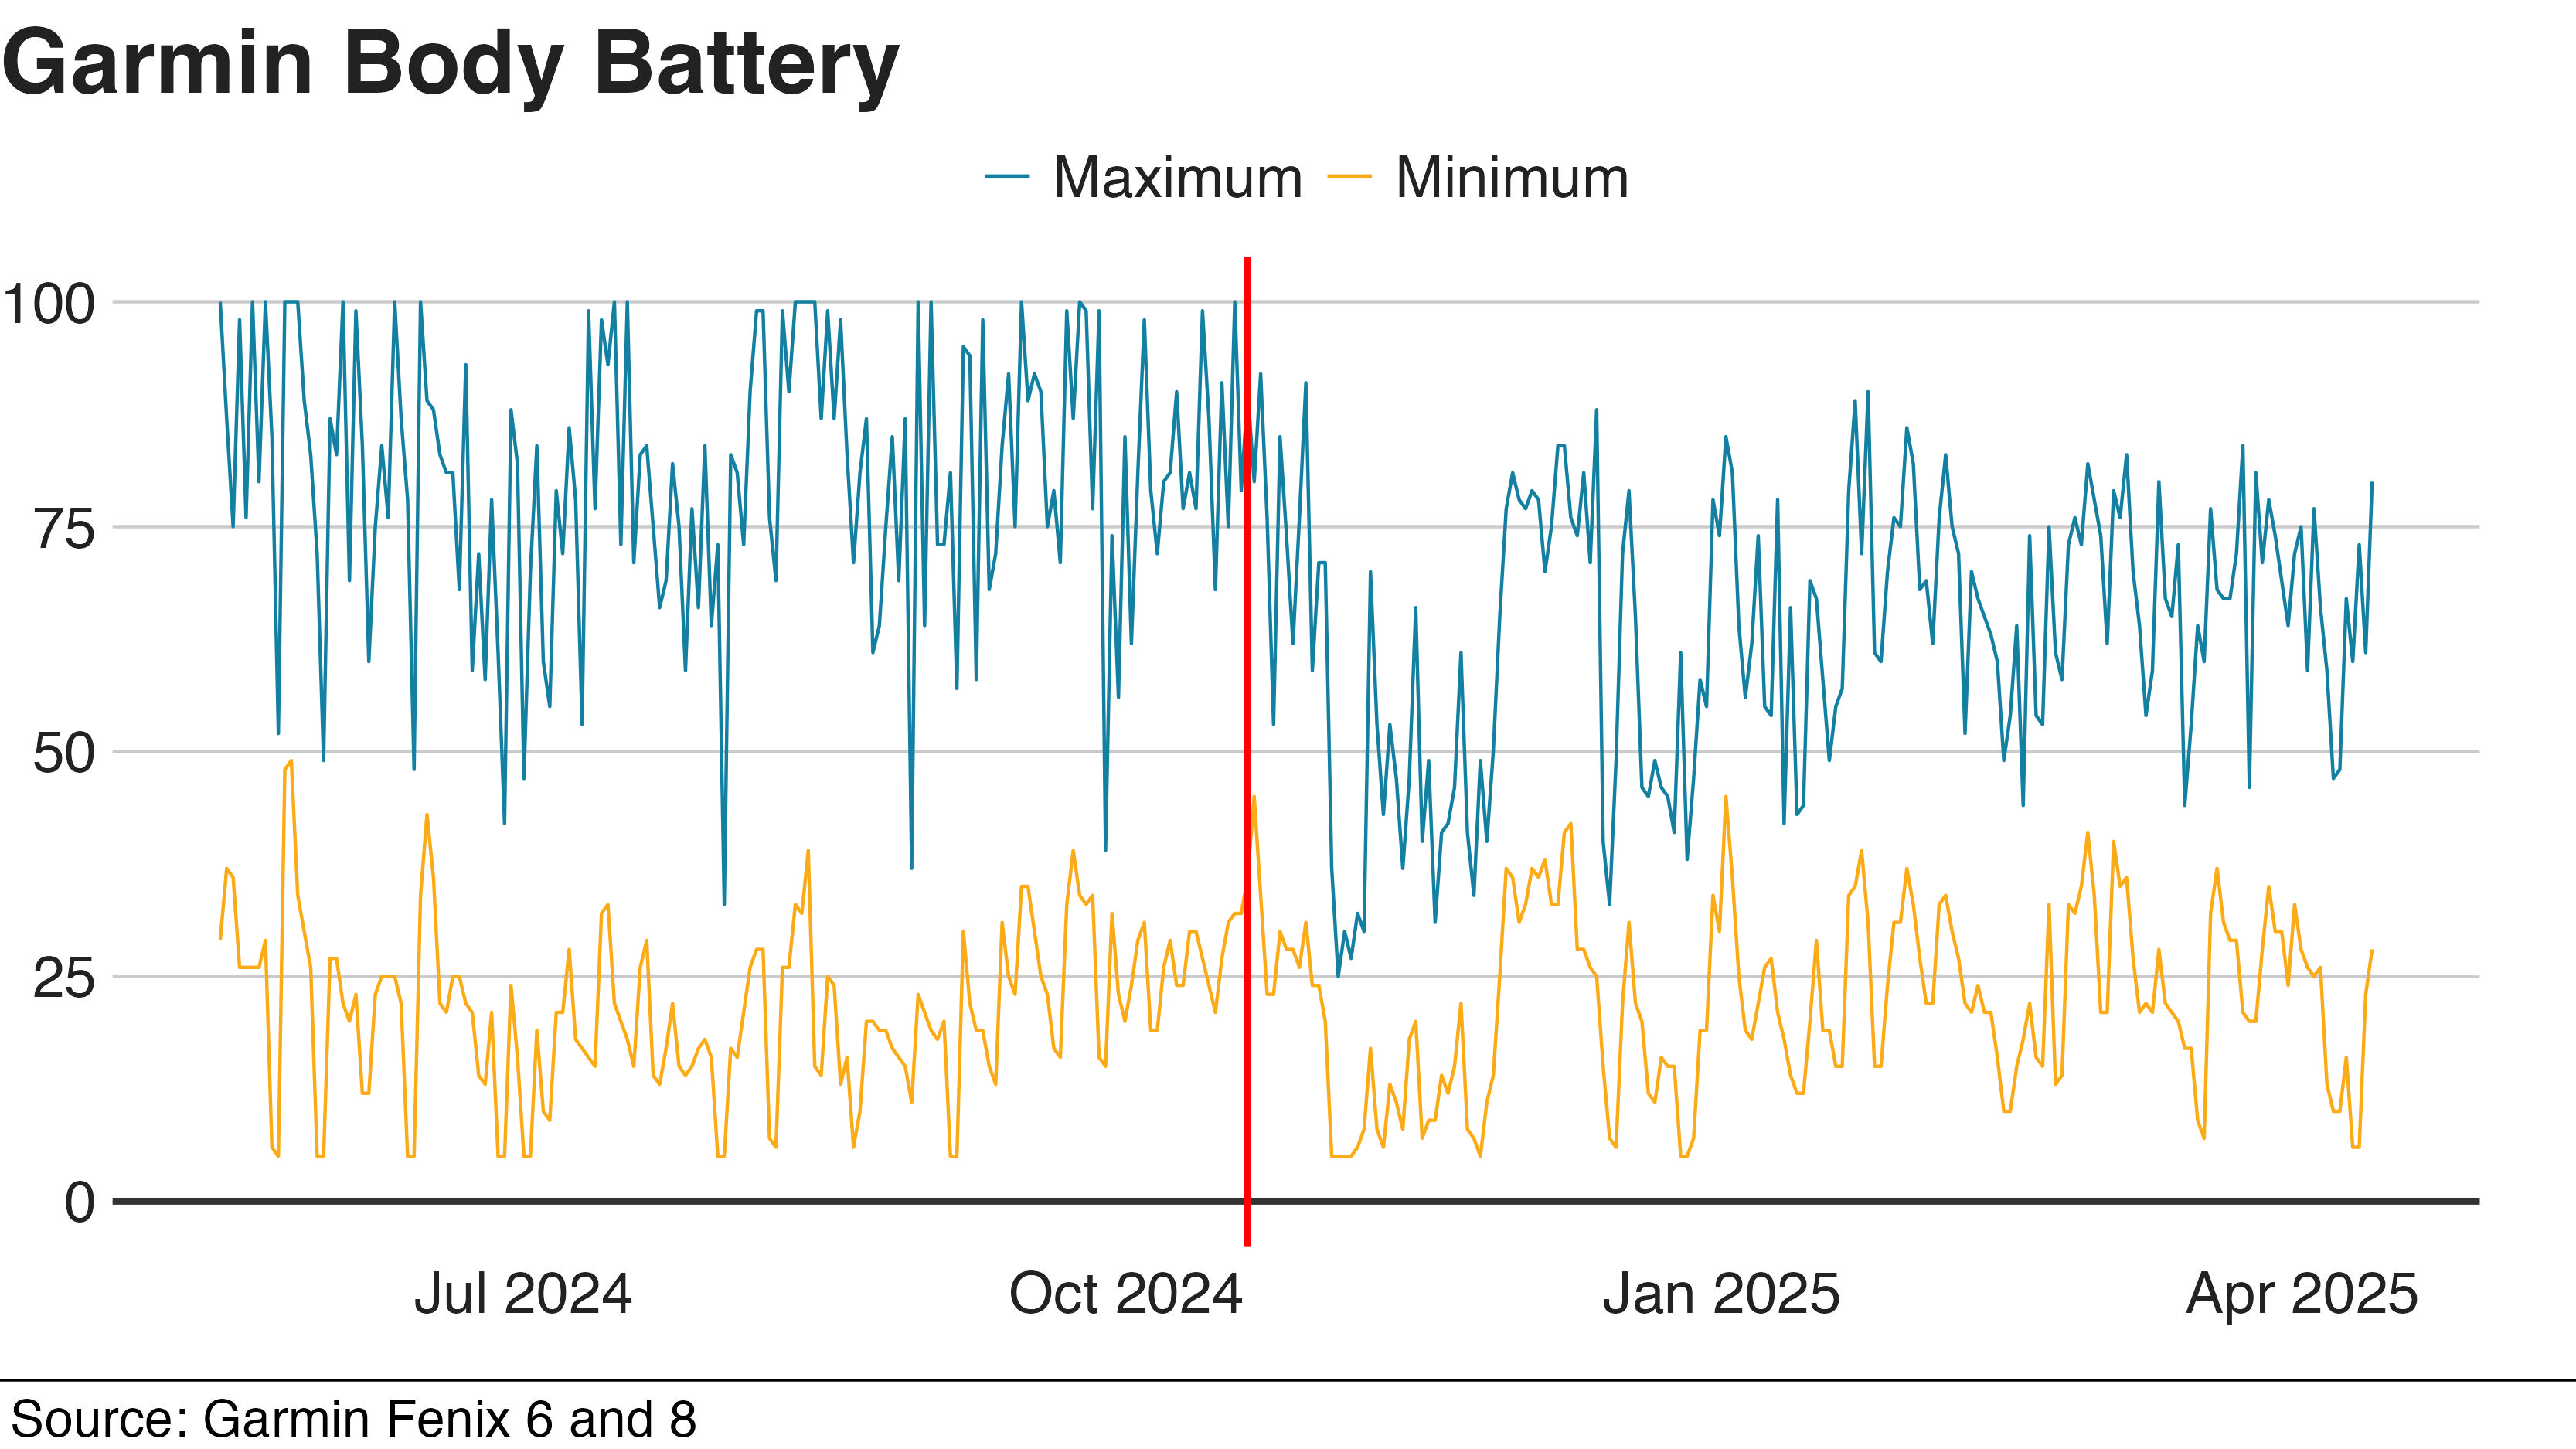 Garmin Body Battery
Maximum Minimum
100
75
50
25
0
Jul 2024 Oct 2024 Jan 2025 Apr 2025
Source: Garmin Fenix 6 and 8